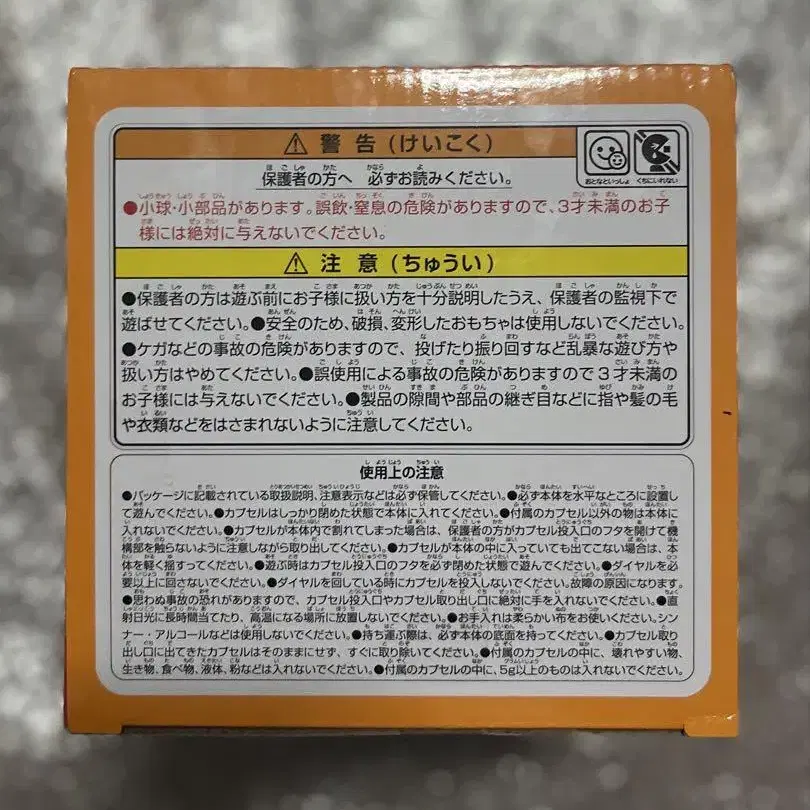 警告(けいこく)
おとなといっしょ
くちにいれない
保護者の方へ 必ずお読みください。
●小球・小部品があります。誤飲・窒息の危険がありますので、3才未満のお子
様には絶対に与えないでください。
注意(ちゅうい)
●保護者の方は遊ぶ前にお子様に扱い方を十分説明したうえ、保護者の監視下で
遊ばせてください。●安全のため、破損、変形したおもちゃは使用しないでください。
●ケガなどの事故の危険がありますので、投げたり振り回すなど乱暴な遊び方や
扱い方はやめてください。●誤使用による事故の危険がありますので3才未満の
お子様には与えないでください。●製品の隙間や部品の継ぎ目などに指や髪の毛
や衣類などをはさまれないように注意してください。
使用上の注意
●パッケージに記載されている取扱説明、注意表示などは必ず保管してください。●必ず本体を水平なところに設置し
て遊んでください。●カプセルはしっかり閉めた状態で本体に入れてください。●付属のカプセル以外の物は本体に
入れないでください。●カプセルが本体内で割れてしまった場合は、保護者の方がカプセル投入口のフタを開けて機
構部を触らないように注意しながら取り出してください。●カプセルが本体の中に入っていても出てこない場合は、本
体を軽く揺すってください。●遊ぶ時はカプセル投入口のフタを必ず閉めた状態で遊んでください。●ダイヤルを必
要以上に回さないでください。●ダイヤルを回している時にカプセルを投入しないでください。故障の原因になります。
●思わぬ事故の恐れがありますので、カプセル投入口やカプセル取り出し口に絶対に手を入れないでください。●直
射日光に長時間当てたり、高温になる場所に放置しないでください。●お手入れは柔らかい布をお使いください。シン
ナー・アルコールなどは使用しないでください。●持ち運ぶ際は、必ず本体の底面を持ってください。●カプセル取り
出し口に出てきたカプセルはそのままにせず、すぐに取り除いてください。●付属のカプセルの中に、壊れやすい物、
生き物、食べ物、液体、粉などは入れないでください。●付属のカプセルの中に、5g以上のものは入れないでください。